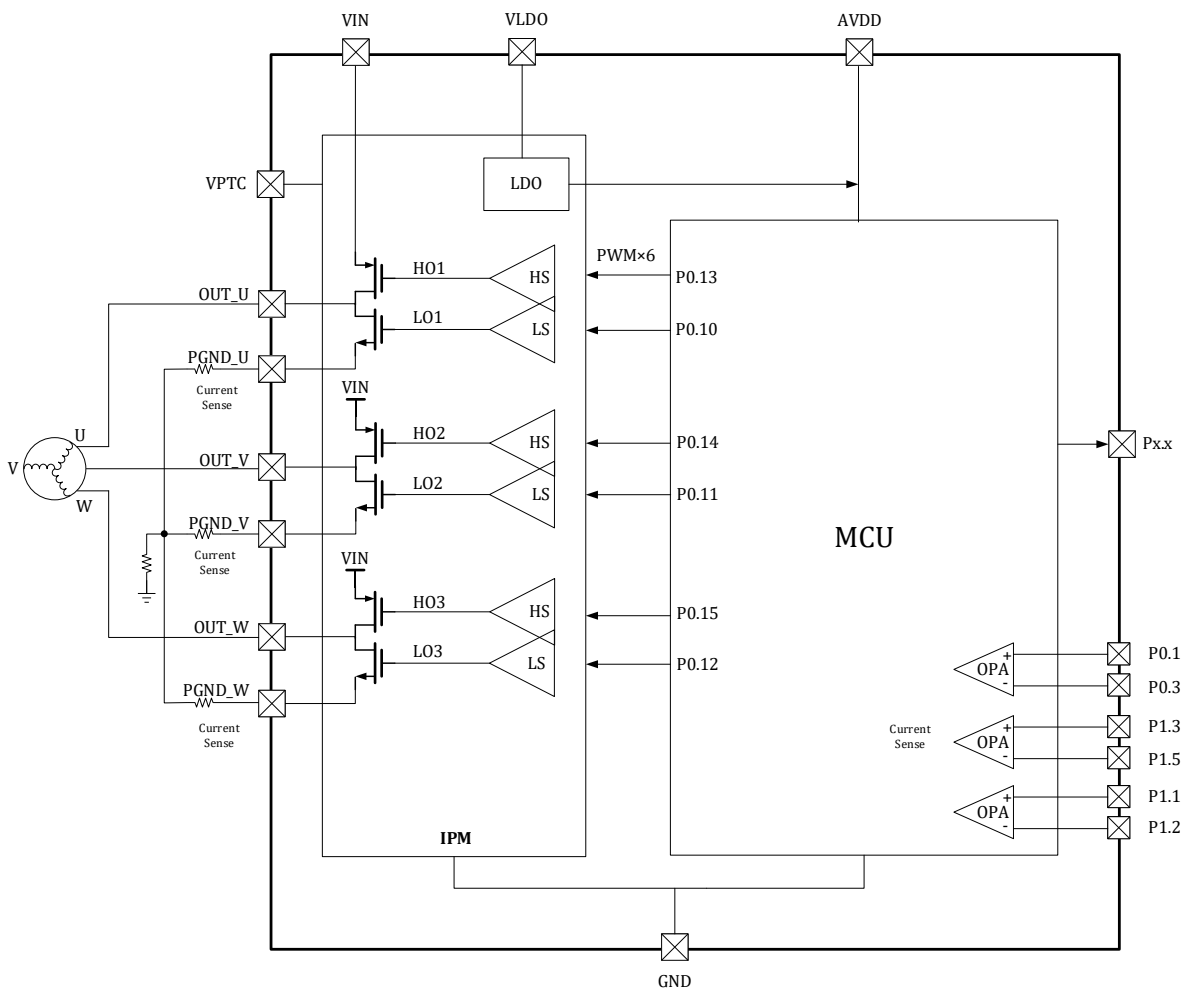 VIN
VLDO
AVDD
VPTC
LDO
PWM×6
HO1
HS
P0.13
OUT_U
LO1
LS
P0.10
PGND_U
Current
Sense
VIN
U
HO2
HS
P0.14
Px.x
V
OUT_V
W
LO2
LS
P0.11
PGND_V
Current
Sense
MCU
VIN
HO3
HS
P0.15
OUT_W
LO3
LS
P0.12
PGND_W
Current
Sense
OPA
+
-
P0.1
P0.3
Current
Sense
OPA
+
-
P1.3
P1.5
OPA
+
-
P1.1
P1.2
IPM
GND